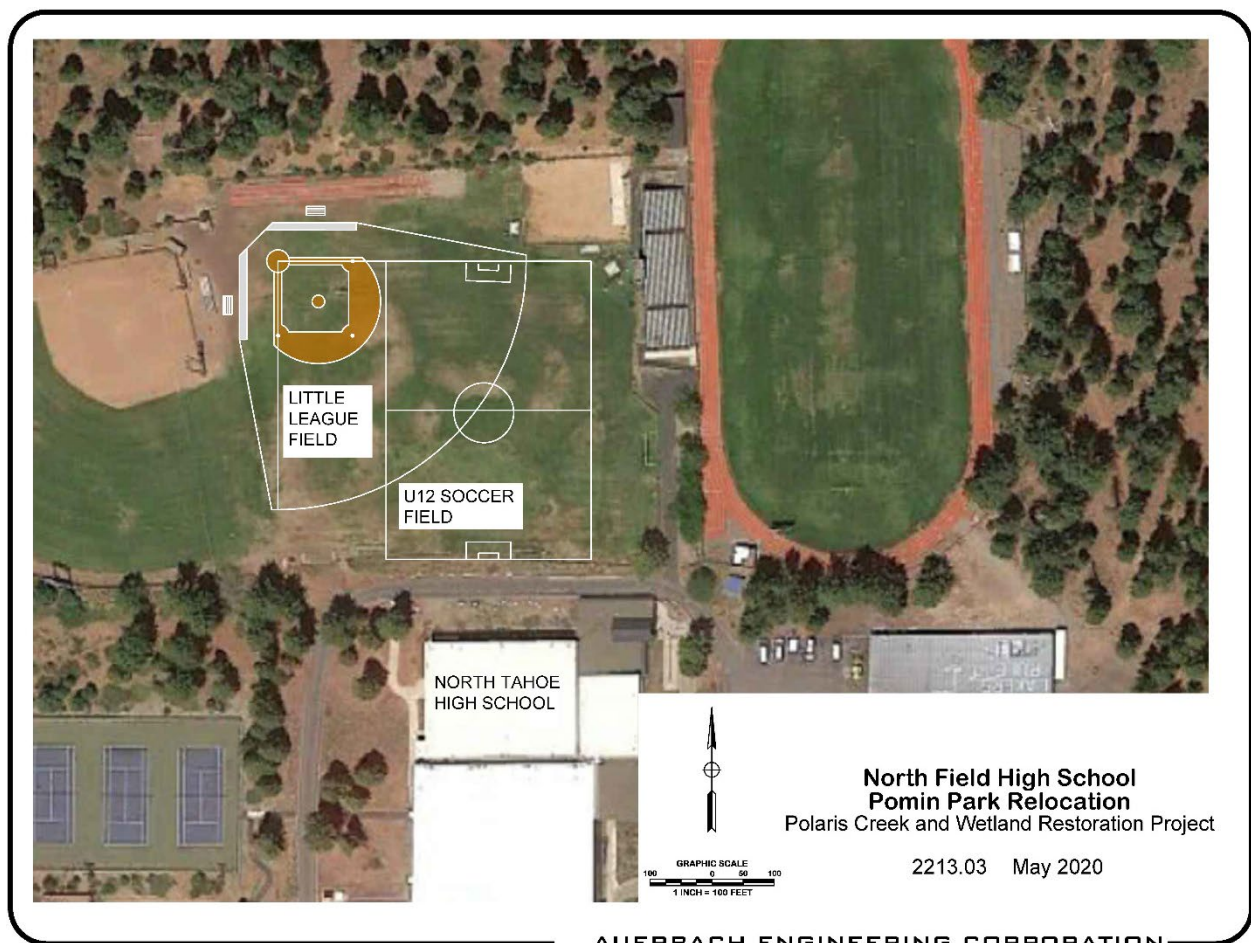 LITTLE
LEAGUE
FIELD
U12 SOCCER
FIELD
NORTH TAHOE
HIGH SCHOOL
North Field High School
Pomin Park Relocation
Polaris Creek and Wetland Restoration Project
2213.03 May 2020
GRAPHIC SCALE
100 0 50 100
1 INCH = 100 FEET
AUERBACH ENGINEERING CORPORATION